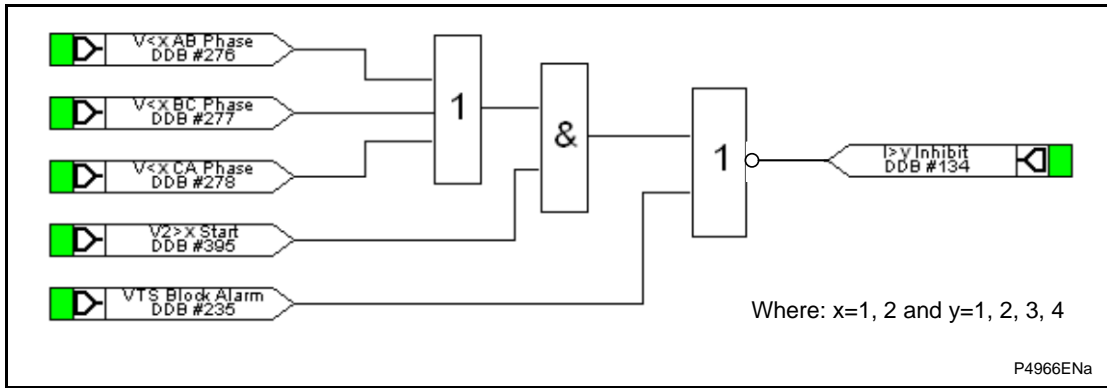 V<x AB Phase
DDB #276
V<x BC Phase
DDB #277
V<x CA Phase
DDB #278
V2>x Start
DDB #395
VTS Block Alarm
DDB #235
1
&
1
I>y Inhibit
DDB #134
Where: x=1, 2 and y=1, 2, 3, 4
P4966ENa